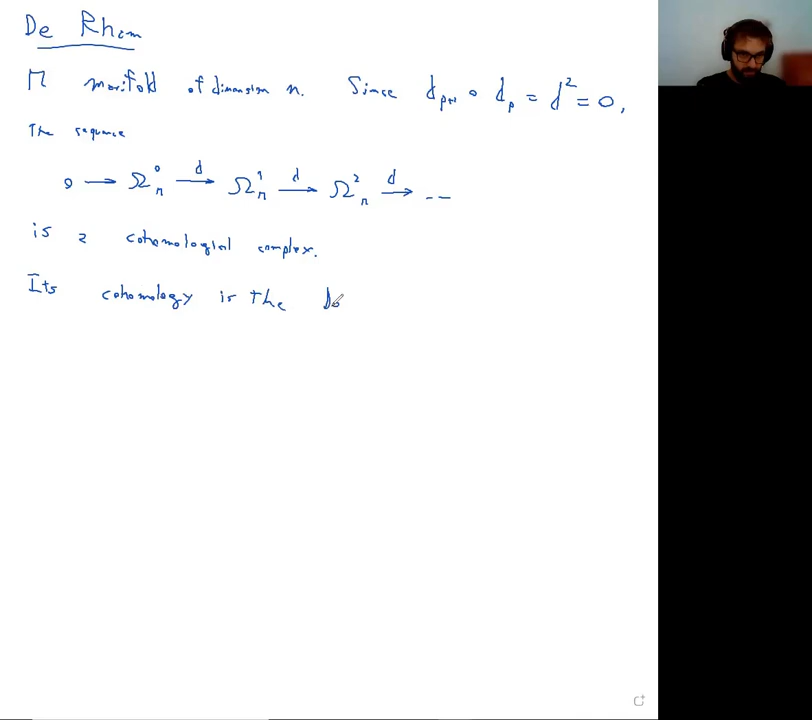 De Rham
M manifold of dimension n. Since d_{p+1} ∘ d_p = d² = 0,
The sequence
0 → Ω⁰_M →^d Ω¹_M →^d Ω²_M →^d ...
is a cohomological complex.
Its cohomology is the De